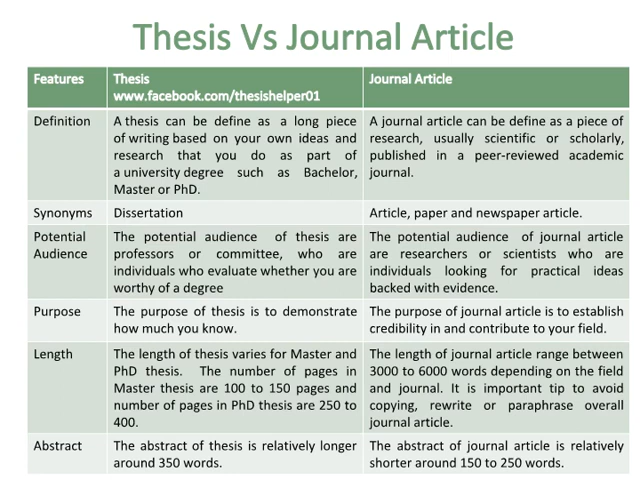 Thesis Vs Journal Article
Features
Thesis
www.facebook.com/thesishelper01
Journal Article
Definition
A thesis can be define as a long piece
of writing based on your own ideas and
research that you do as part of
a university degree such as Bachelor,
Master or PhD.
A journal article can be define as a piece of
research, usually scientific or scholarly,
published in a peer-reviewed academic
journal.
Synonyms
Dissertation
Article, paper and newspaper article.
Potential
Audience
The potential audience of thesis are
professors or committee, who are
individuals who evaluate whether you are
worthy of a degree
The potential audience of journal article
are researchers or scientists who are
individuals looking for practical ideas
backed with evidence.
Purpose
The purpose of thesis is to demonstrate
how much you know.
The purpose of journal article is to establish
credibility in and contribute to your field.
Length
The length of thesis varies for Master and
PhD thesis. The number of pages in
Master thesis are 100 to 150 pages and
number of pages in PhD thesis are 250 to
400.
The length of journal article range between
3000 to 6000 words depending on the field
and journal. It is important tip to avoid
copying, rewrite or paraphrase overall
journal article.
Abstract
The abstract of thesis is relatively longer
around 350 words.
The abstract of journal article is relatively
shorter around 150 to 250 words.